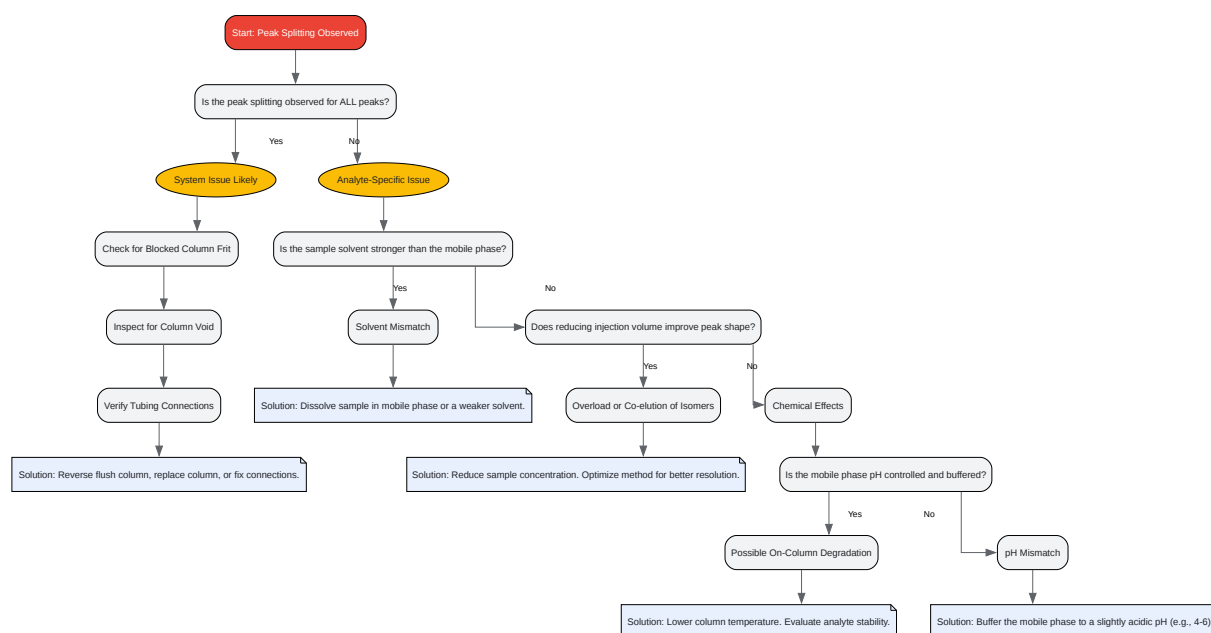 Start: Peak Splitting Observed
Is the peak splitting observed for ALL peaks?
Yes
No
System Issue Likely
Analyte-Specific Issue
Check for Blocked Column Frit
Is the sample solvent stronger than the mobile phase?
Yes
No
Inspect for Column Void
Solvent Mismatch
Does reducing injection volume improve peak shape?
Yes
No
Verify Tubing Connections
Solution: Dissolve sample in mobile phase or a weaker solvent.
Overload or Co-elution of Isomers
Chemical Effects
Solution: Reverse flush column, replace column, or fix connections.
Solution: Reduce sample concentration. Optimize method for better resolution.
Is the mobile phase pH controlled and buffered?
Yes
No
Possible On-Column Degradation
pH Mismatch
Solution: Lower column temperature. Evaluate analyte stability.
Solution: Buffer the mobile phase to a slightly acidic pH (e.g., 4-6)